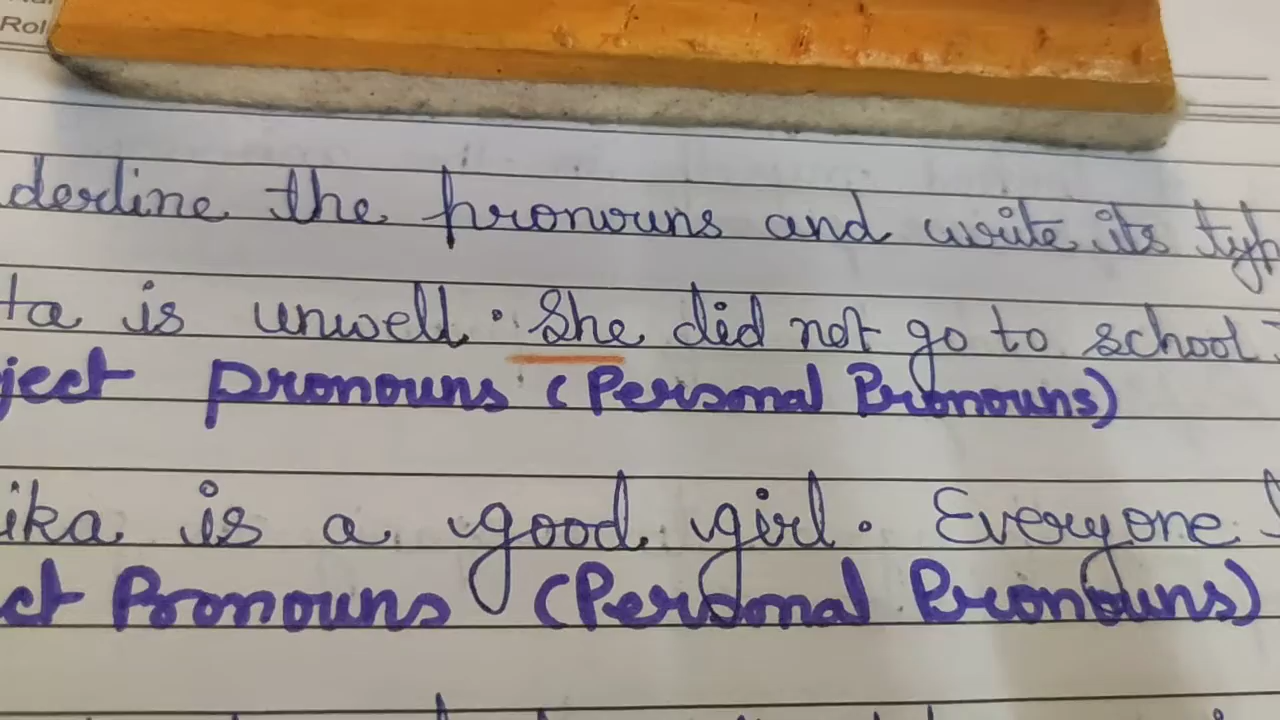 Rol
derline the pronouns and write its typ
ta is unwell. She did not go to school.
ject pronouns (Personal Pronouns)
ika is a good girl. Everyone
ct Pronouns (Personal Pronouns)